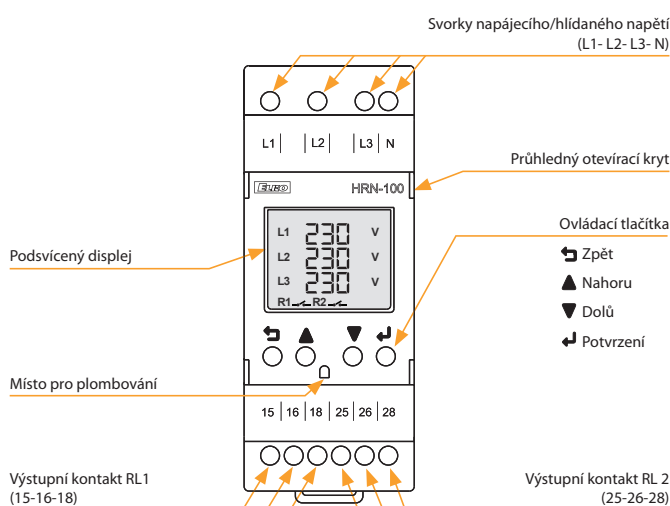 Svorky napájecího/hlídaného napětí
(L1- L2- L3- N)
L1 L2 L3 N
Průhledný otevírací kryt
ELKO HRN-100
Ovládací tlačítka
L1 230 V
L2 230 V
L3 230 V
R1 R2
Podsvícený displej
Zpět
Nahoru
Dolů
Potvrzení
Místo pro plombování
15 16 18 25 26 28
Výstupní kontakt RL1
(15-16-18)
Výstupní kontakt RL 2
(25-26-28)